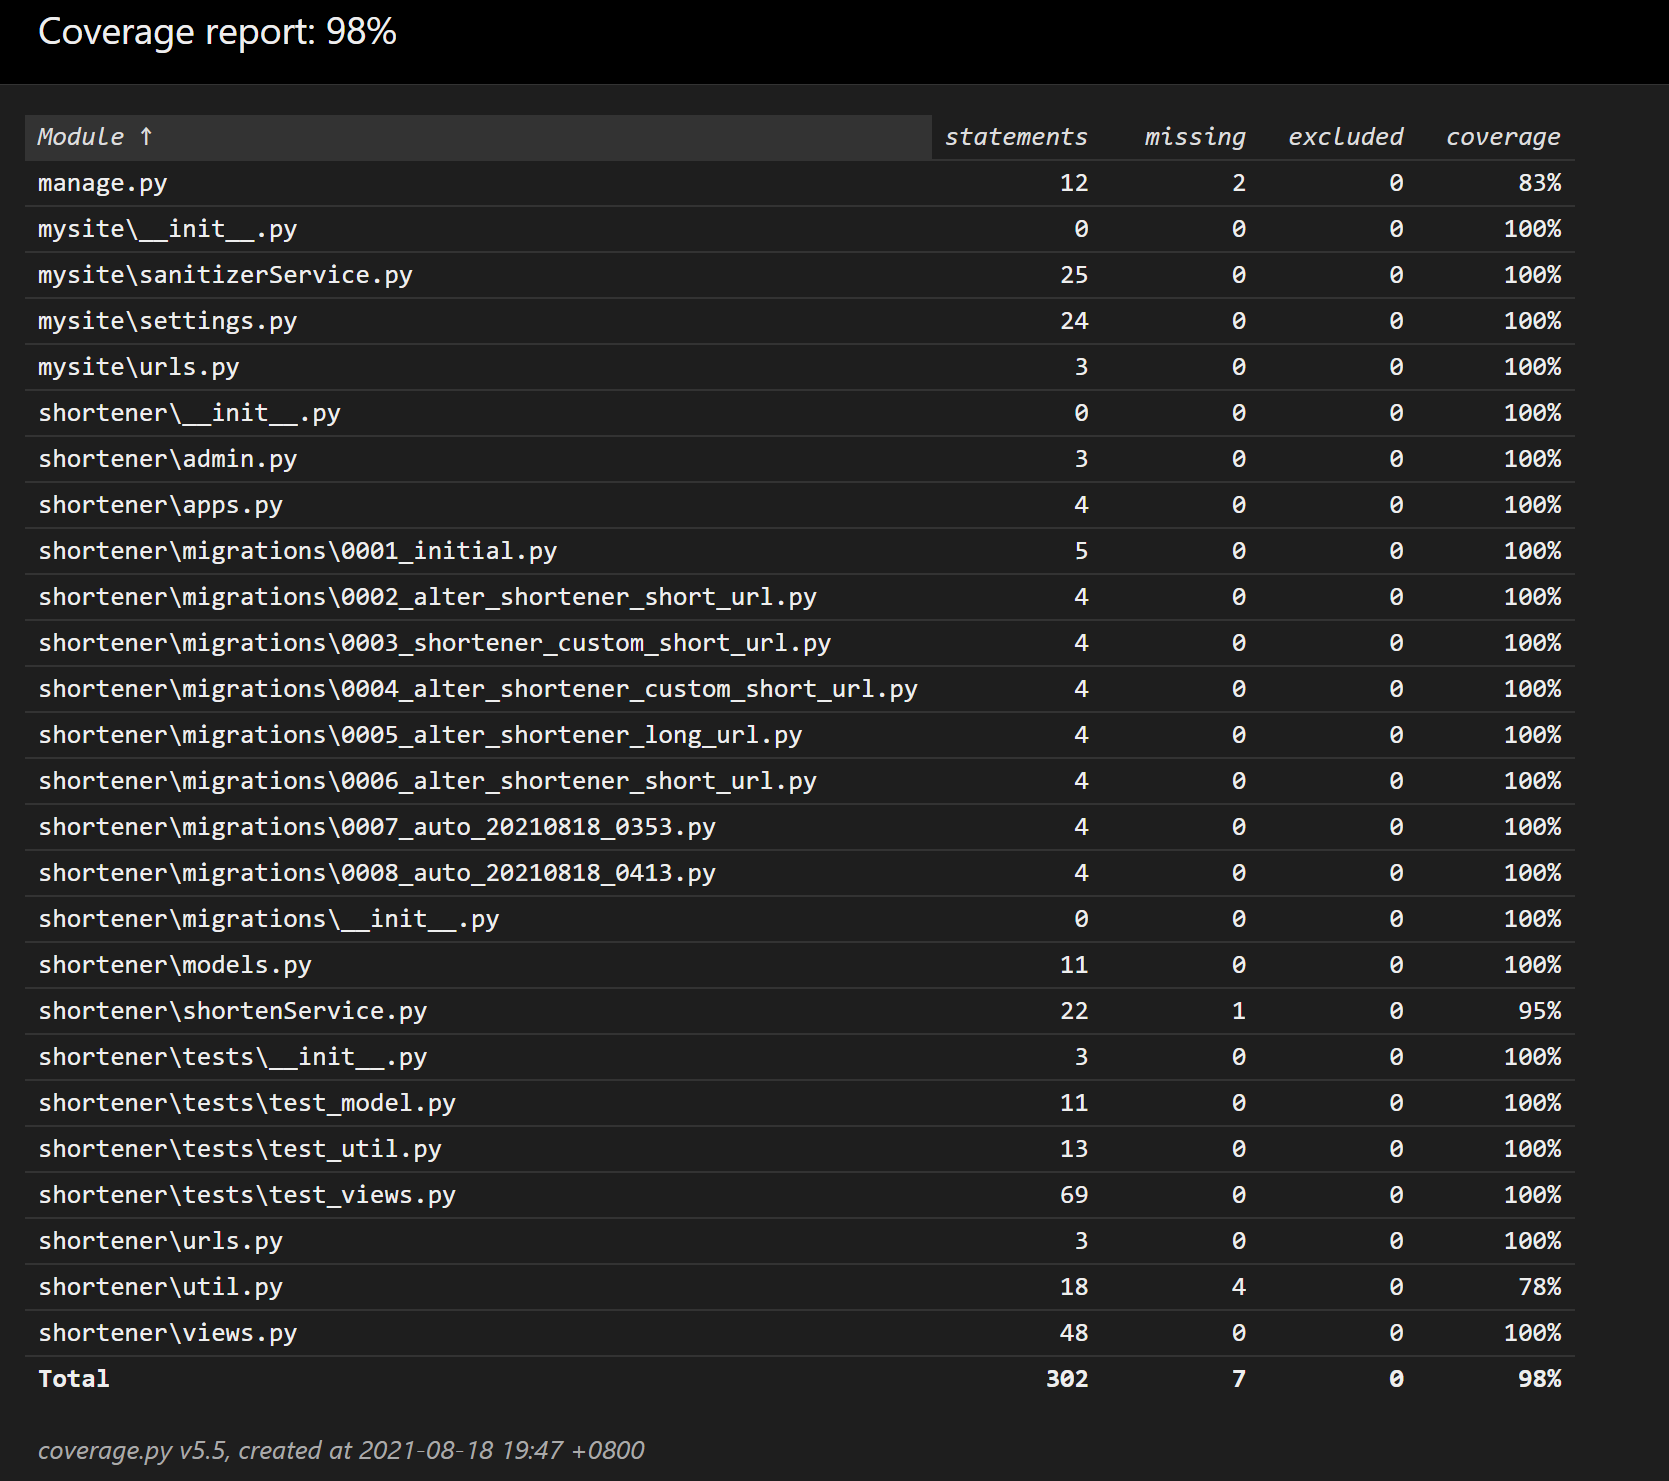 Coverage report: 98%
Module ↑ statements missing excluded coverage
manage.py 12 2 0 83%
mysite\__init__.py 0 0 0 100%
mysite\sanitizerService.py 25 0 0 100%
mysite\settings.py 24 0 0 100%
mysite\urls.py 3 0 0 100%
shortener\__init__.py 0 0 0 100%
shortener\admin.py 3 0 0 100%
shortener\apps.py 4 0 0 100%
shortener\migrations\0001_initial.py 5 0 0 100%
shortener\migrations\0002_alter_shortener_short_url.py 4 0 0 100%
shortener\migrations\0003_shortener_custom_short_url.py 4 0 0 100%
shortener\migrations\0004_alter_shortener_custom_short_url.py 4 0 0 100%
shortener\migrations\0005_alter_shortener_long_url.py 4 0 0 100%
shortener\migrations\0006_alter_shortener_short_url.py 4 0 0 100%
shortener\migrations\0007_auto_20210818_0353.py 4 0 0 100%
shortener\migrations\0008_auto_20210818_0413.py 4 0 0 100%
shortener\migrations\__init__.py 0 0 0 100%
shortener\models.py 11 0 0 100%
shortener\shortenService.py 22 1 0 95%
shortener\tests\__init__.py 3 0 0 100%
shortener\tests\test_model.py 11 0 0 100%
shortener\tests\test_util.py 13 0 0 100%
shortener\tests\test_views.py 69 0 0 100%
shortener\urls.py 3 0 0 100%
shortener\util.py 18 4 0 78%
shortener\views.py 48 0 0 100%
Total 302 7 0 98%
coverage.py v5.5, created at 2021-08-18 19:47 +0800